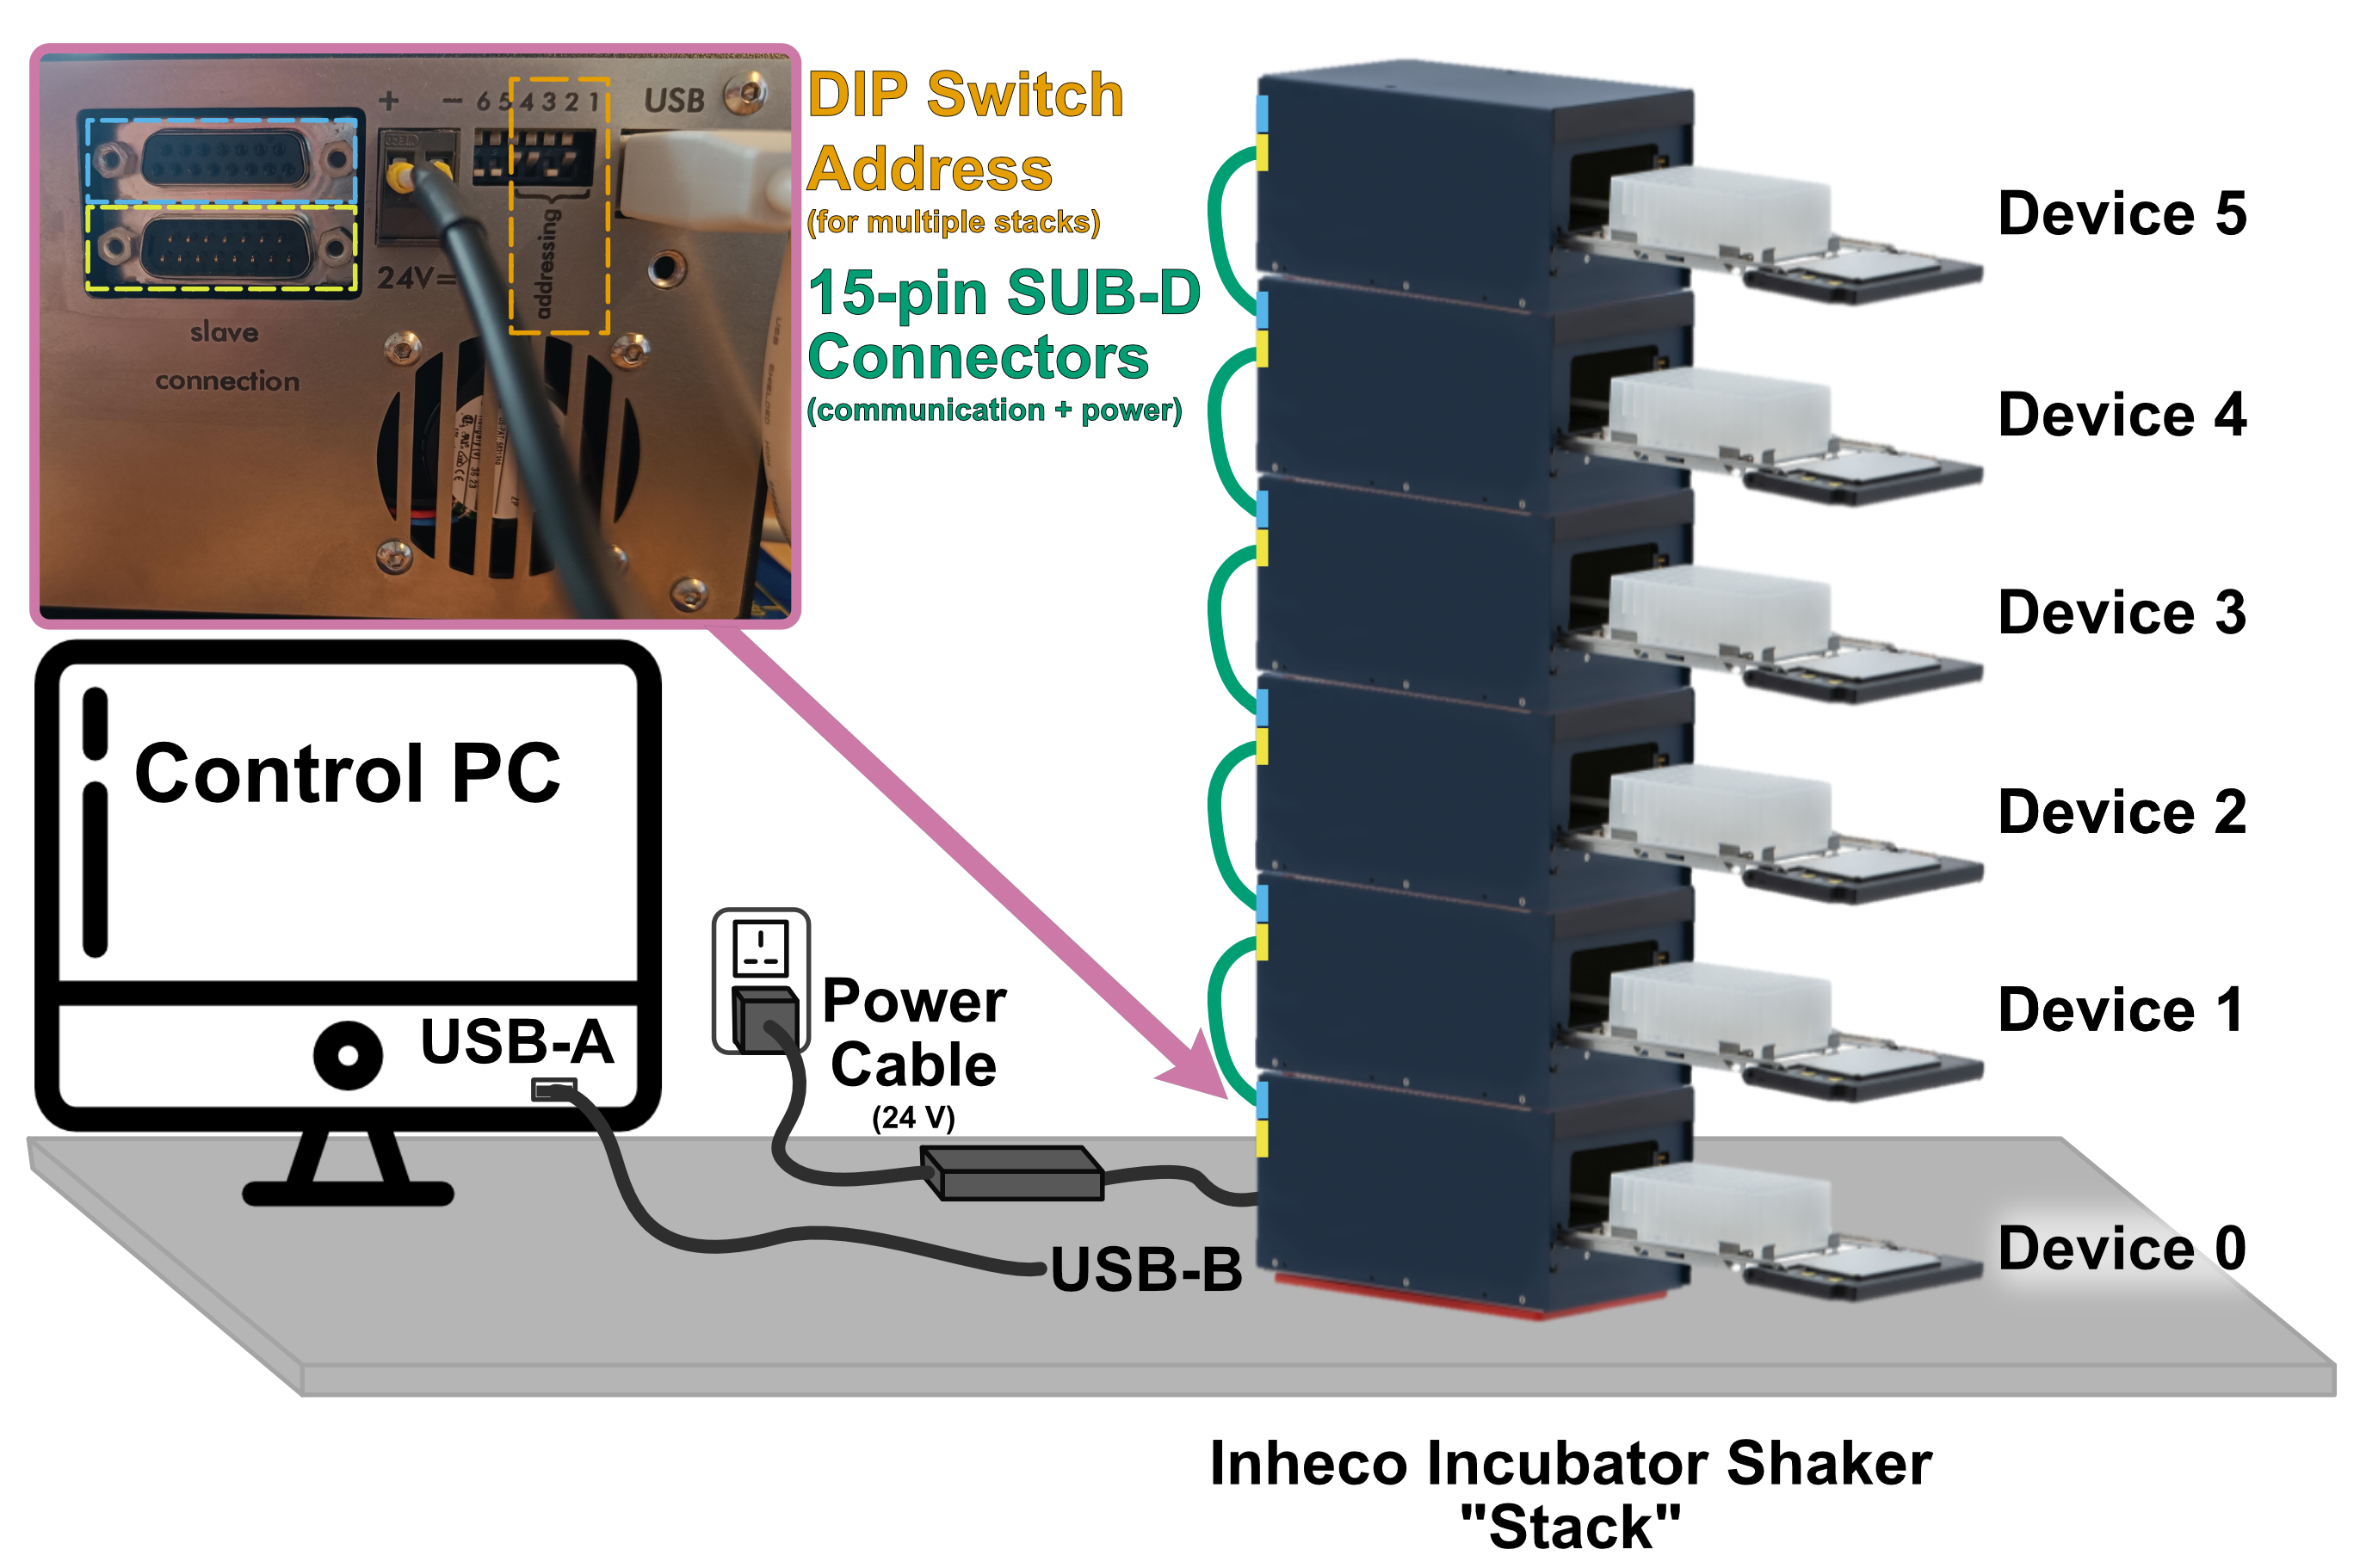 + − 6 5 4 3 2 1 USB
24V=
addressing
slave
connection
DIP Switch
Address
(for multiple stacks)
15-pin SUB-D
Connectors
(communication + power)
Device 5
Device 4
Device 3
Device 2
Device 1
Device 0
Control PC
USB-A
Power
Cable
(24 V)
USB-B
Inheco Incubator Shaker
"Stack"